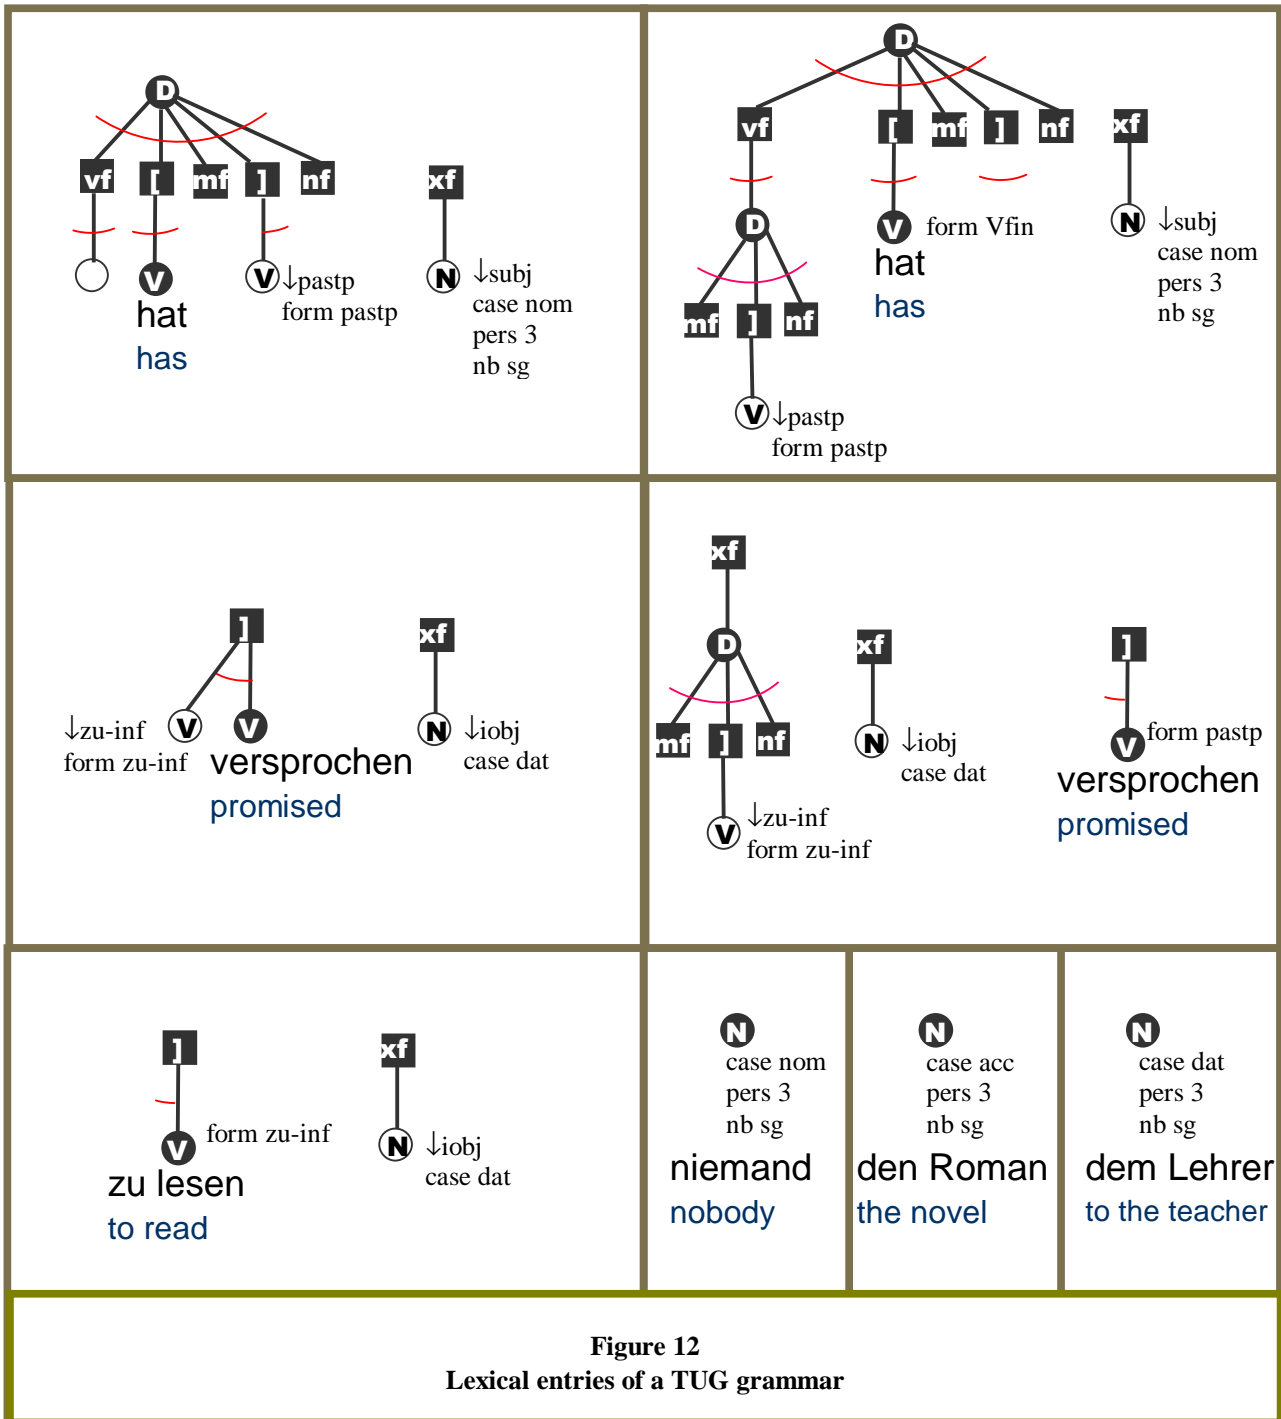 D
vf [ mf ] nf
xf
V
hat
has
V
↓pastp
form pastp
N
↓subj
case nom
pers 3
nb sg
D
vf [ mf ] nf
xf
D
mf ] nf
V
↓pastp
form pastp
V
form Vfin
hat
has
N
↓subj
case nom
pers 3
nb sg
]
V
↓zu-inf
form zu-inf
V
versprochen
promised
xf
N
↓iobj
case dat
xf
D
mf ] nf
V
↓zu-inf
form zu-inf
xf
N
↓iobj
case dat
]
V
form pastp
versprochen
promised
]
V
form zu-inf
zu lesen
to read
xf
N
↓iobj
case dat
N
case nom
pers 3
nb sg
niemand
nobody
N
case acc
pers 3
nb sg
den Roman
the novel
N
case dat
pers 3
nb sg
dem Lehrer
to the teacher
Figure 12
Lexical entries of a TUG grammar